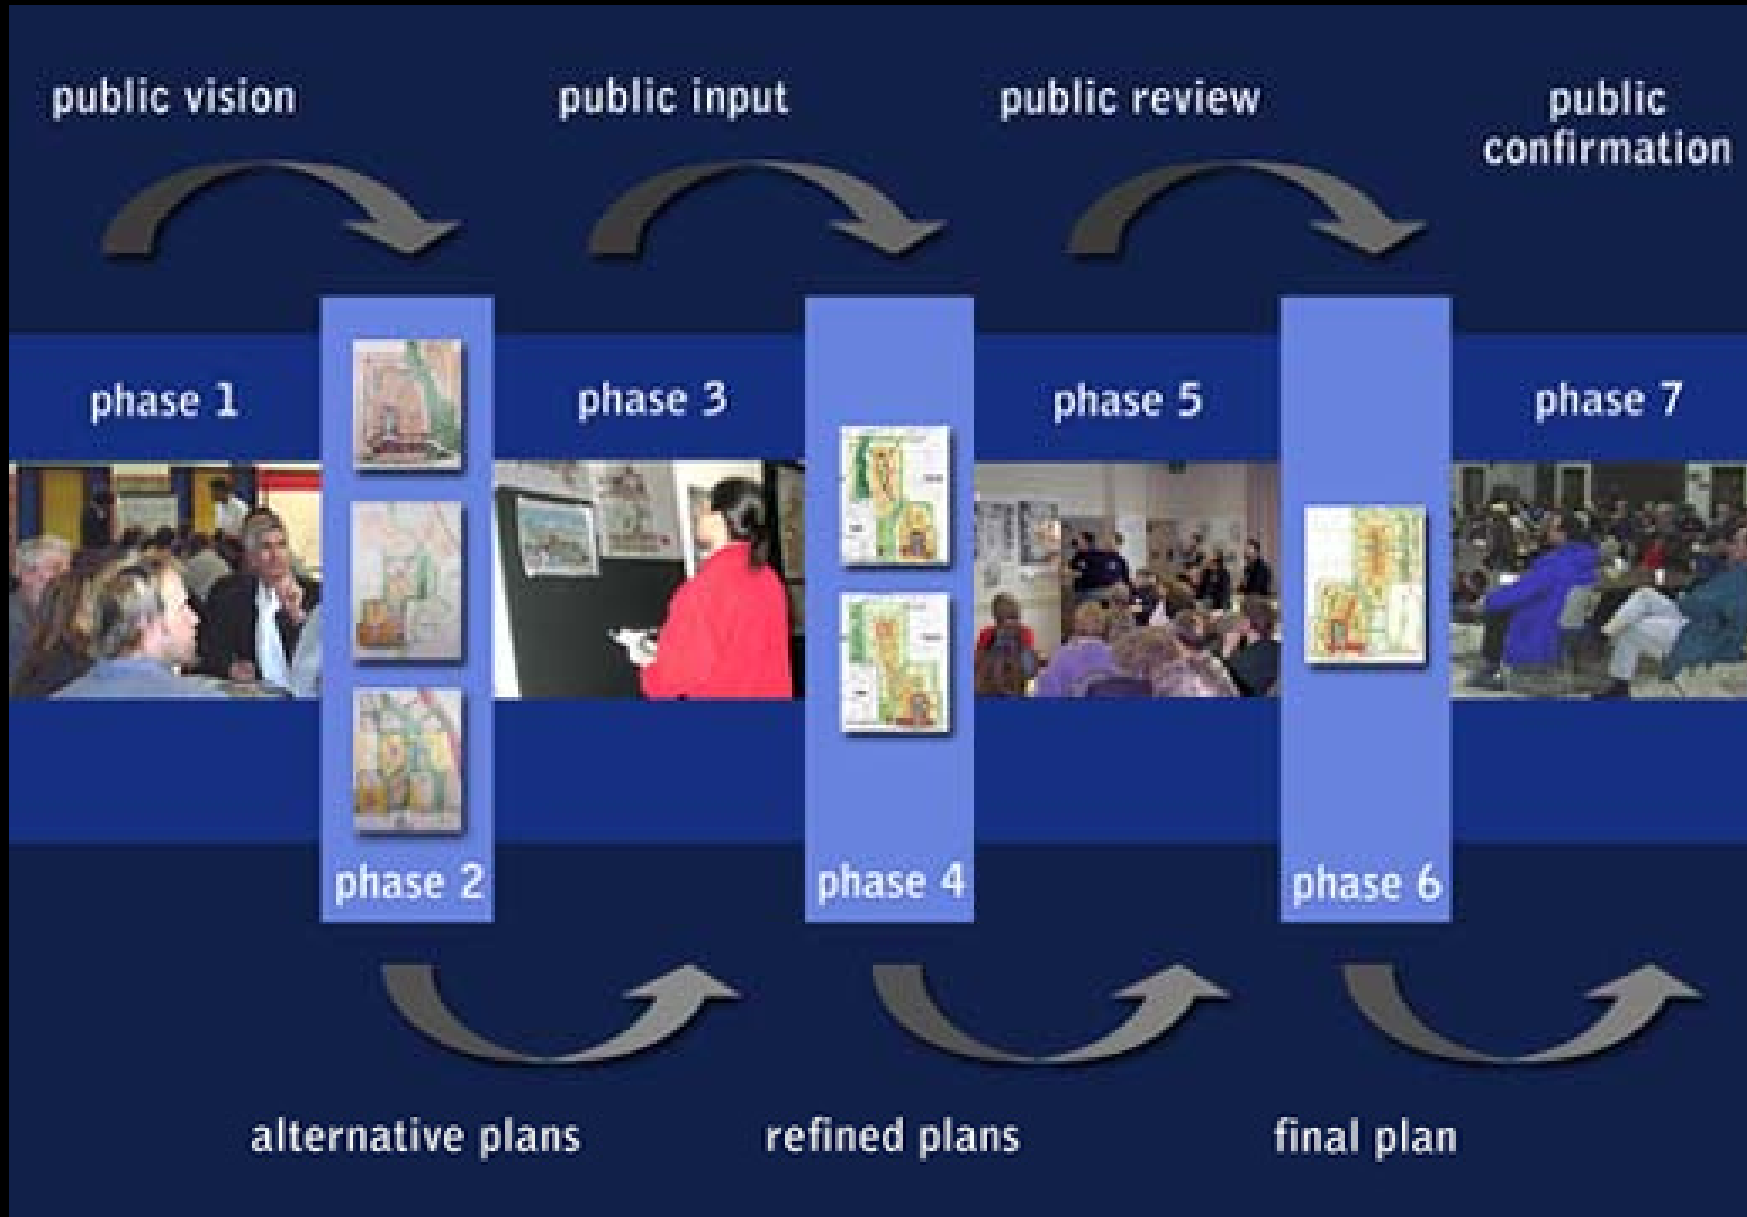 public vision
public input
public review
public
confirmation
phase 1
phase 3
phase 5
phase 7
phase 2
phase 4
phase 6
alternative plans
refined plans
final plan